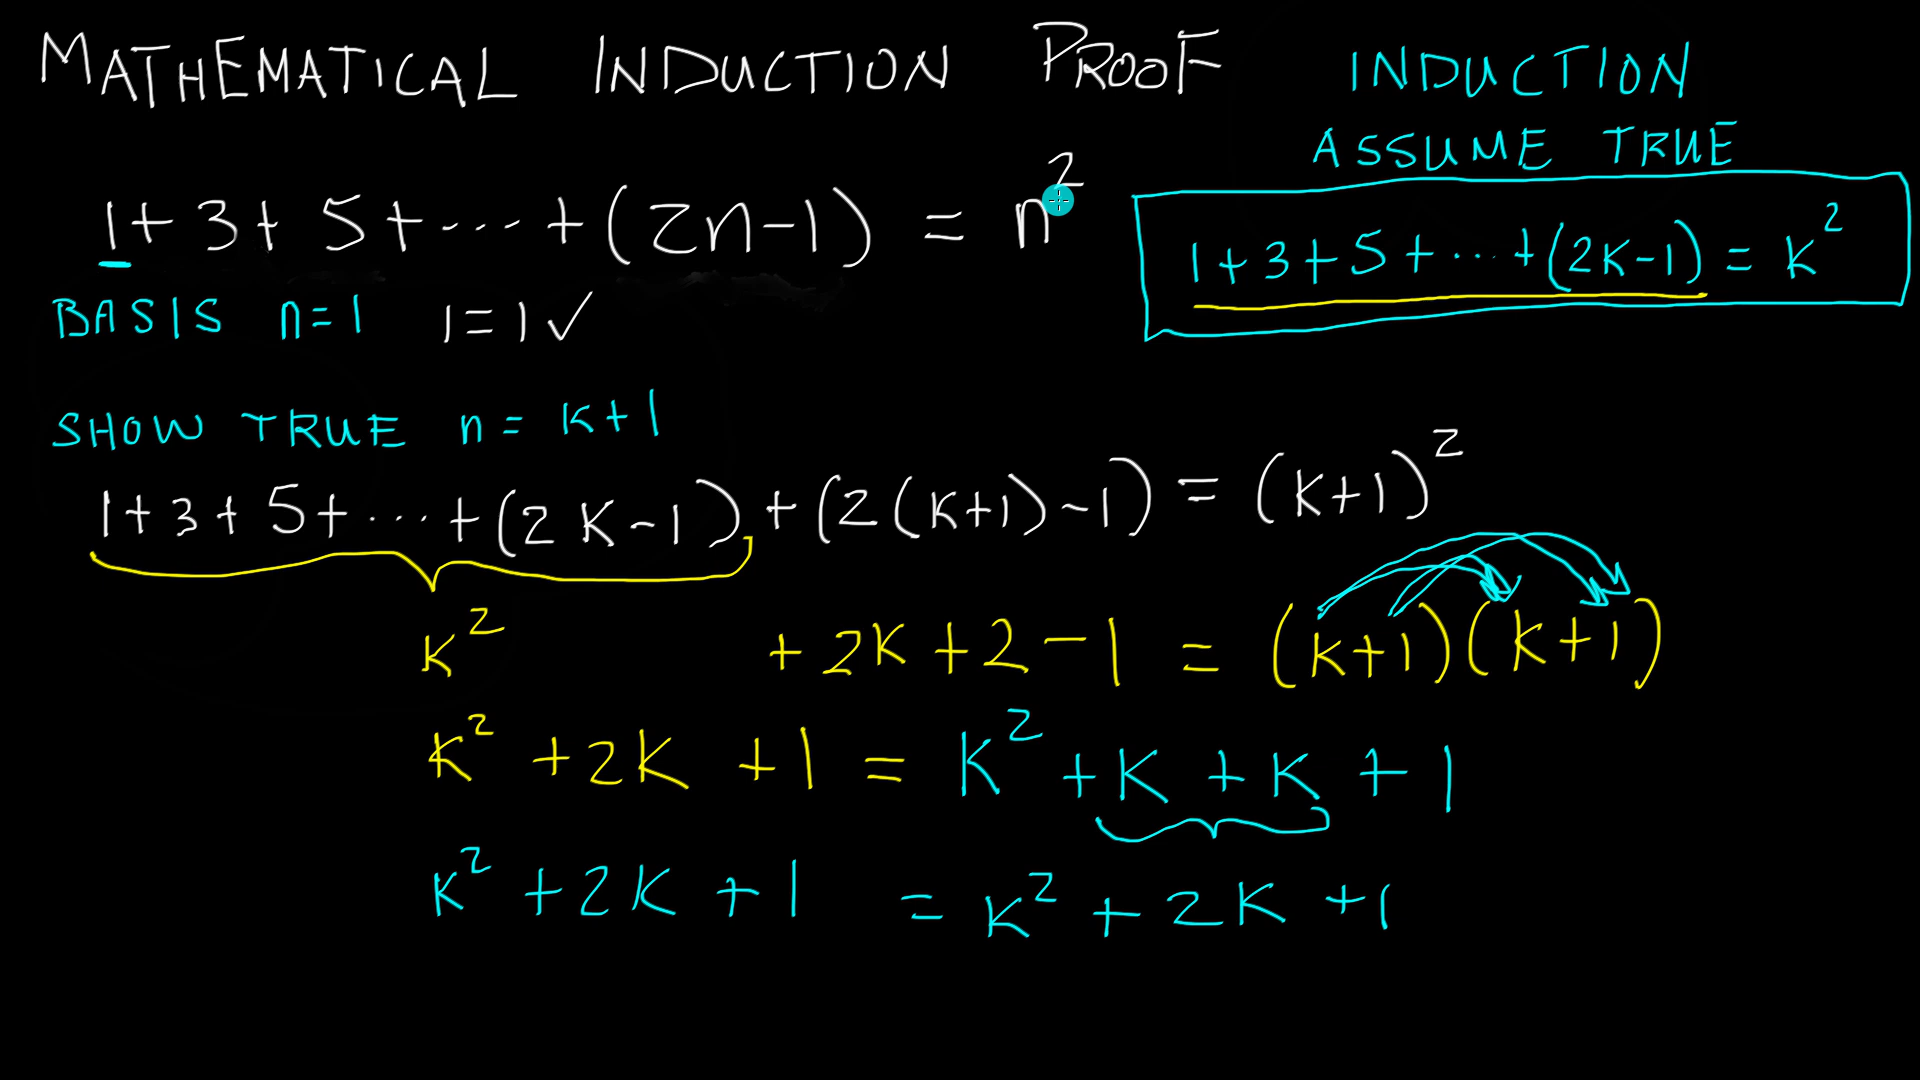 MATHEMATICAL INDUCTION PROOF
1 + 3 + 5 + ... + (2n-1) = n²
BASIS n=1 1=1 ✓
INDUCTION
ASSUME TRUE
1+3+5+...+(2K-1) = K²
SHOW TRUE n = K+1
1+3+5+...+(2K-1)+(2(K+1)-1) = (K+1)²
K² +2K+2-1 = (K+1)(K+1)
K² +2K +1 = K² +K +K +1
K² +2K +1 = K² +2K +1